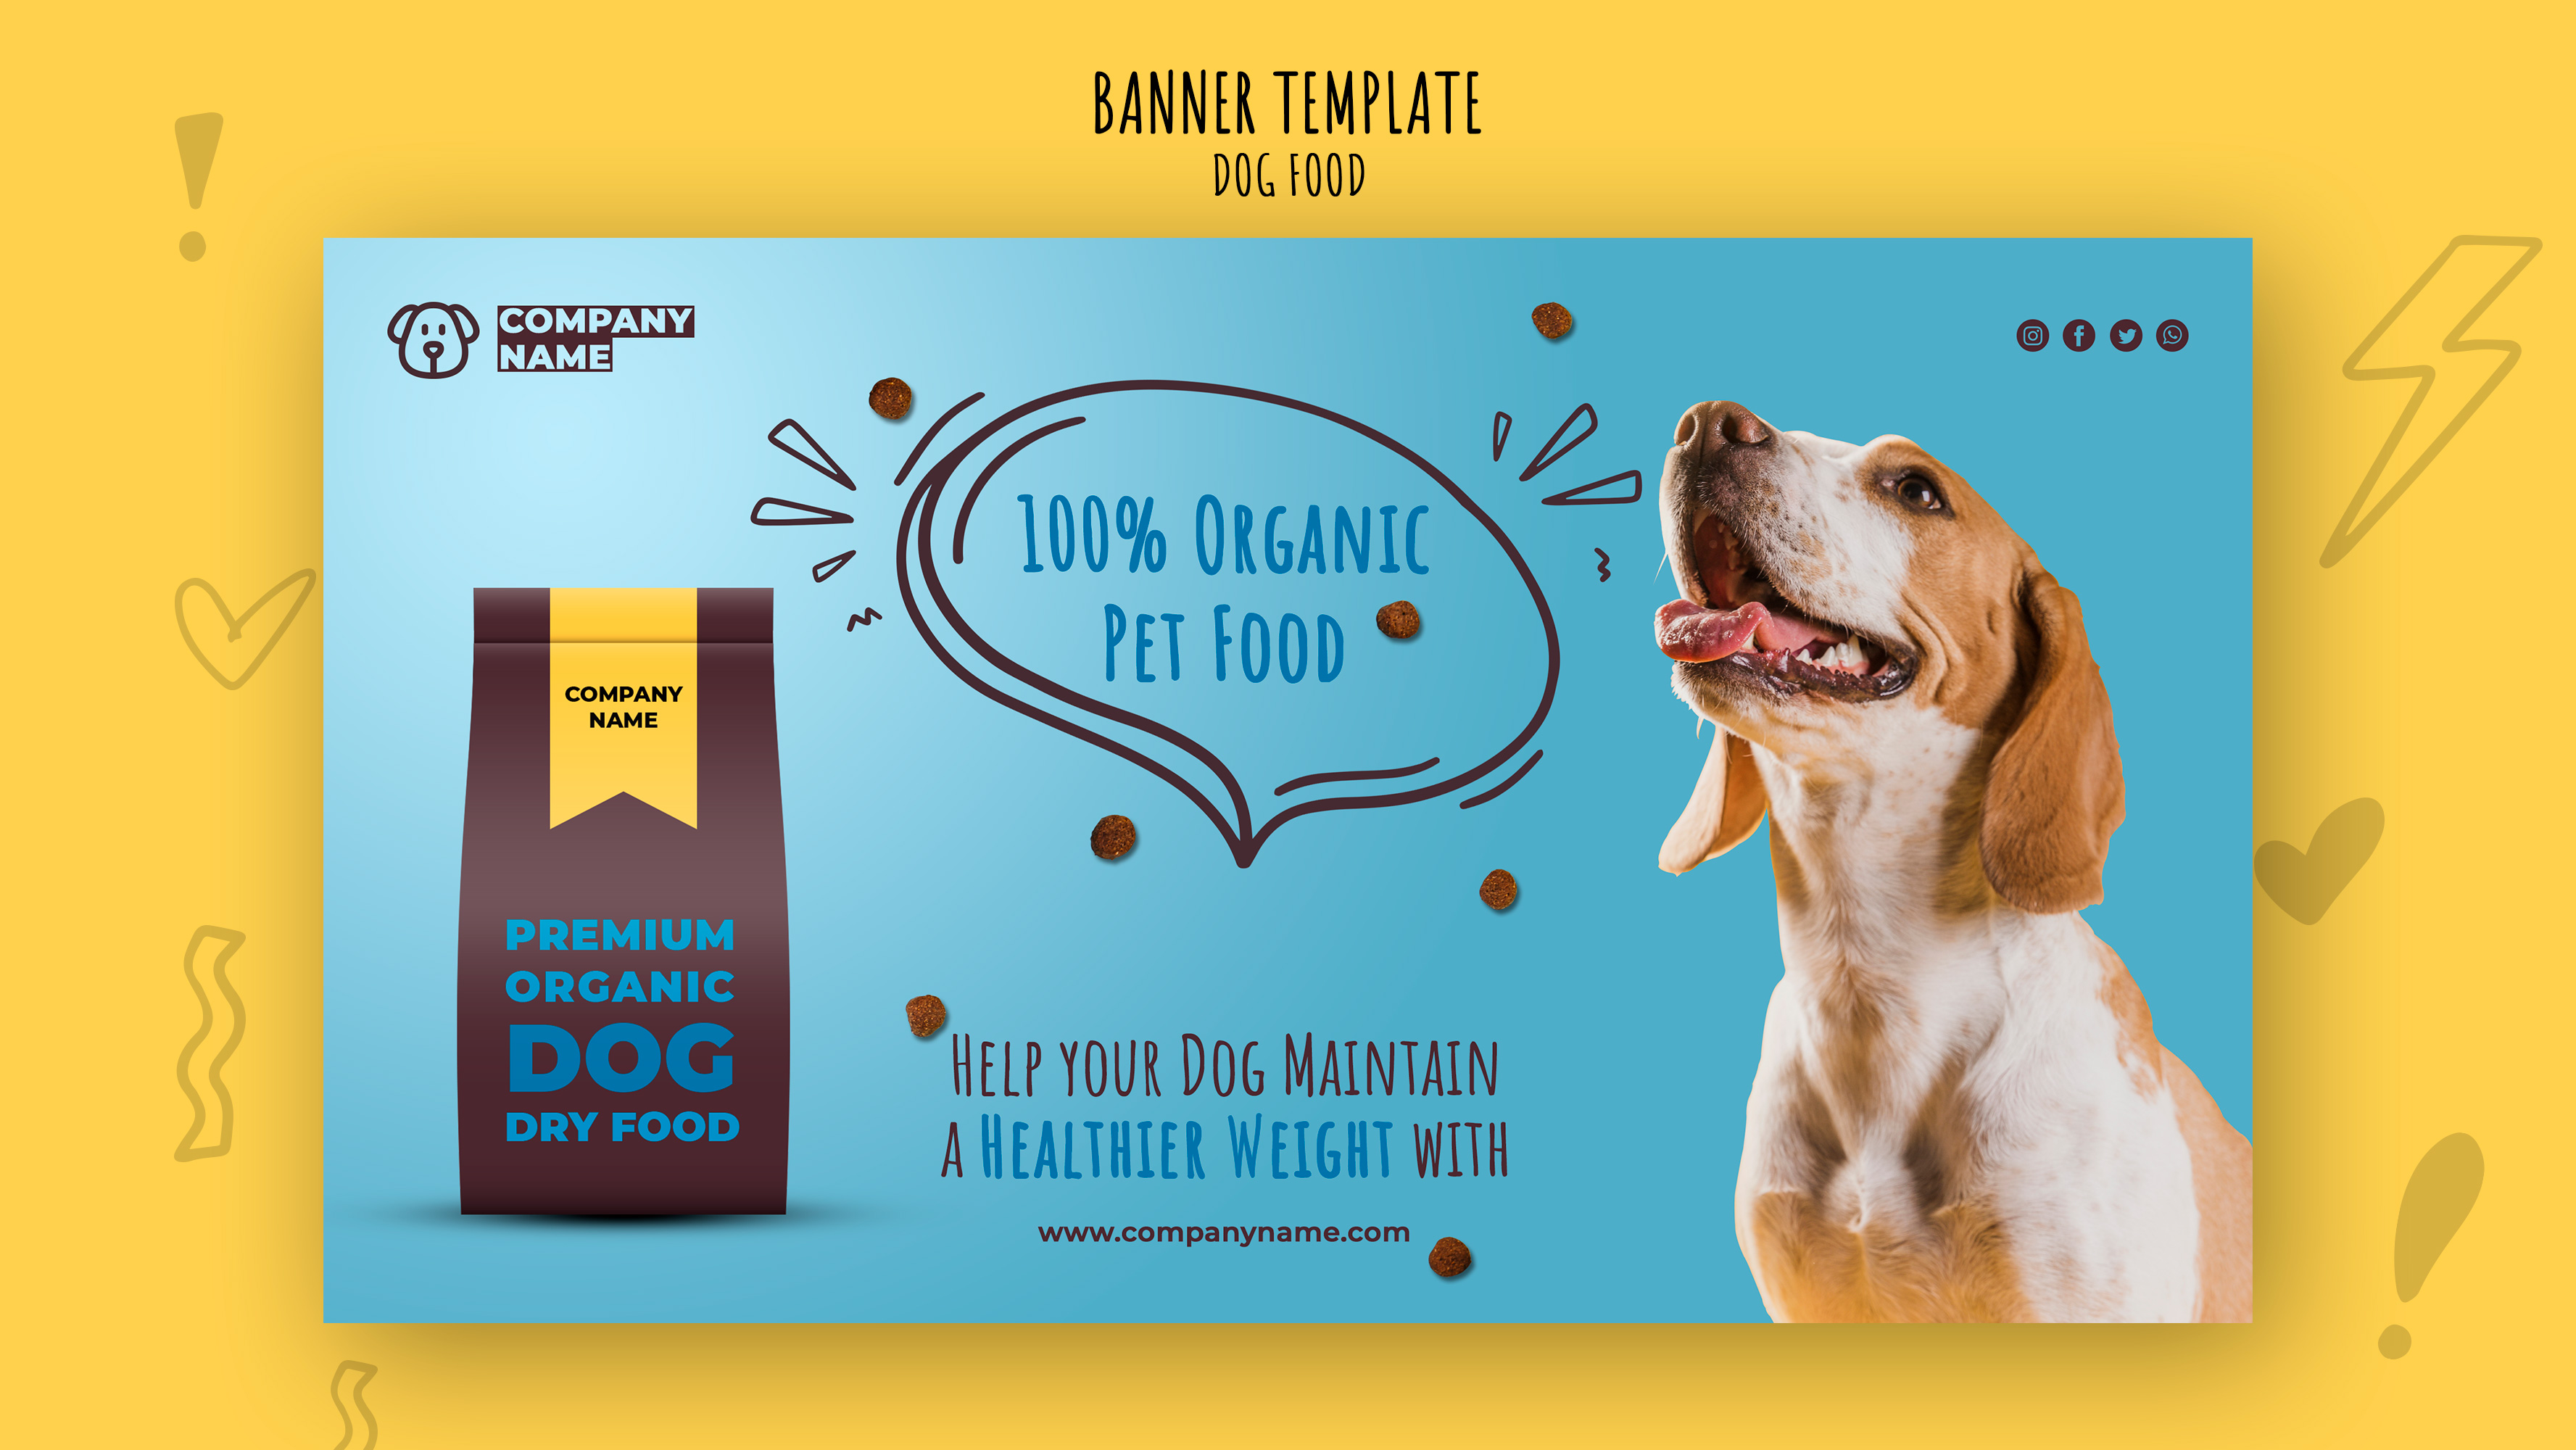 BANNER TEMPLATE
DOG FOOD
COMPANY
NAME
100% ORGANIC
PET FOOD
COMPANY
NAME
PREMIUM
ORGANIC
DOG
DRY FOOD
HELP YOUR DOG MAINTAIN
A HEALTHIER WEIGHT WITH
www.companyname.com